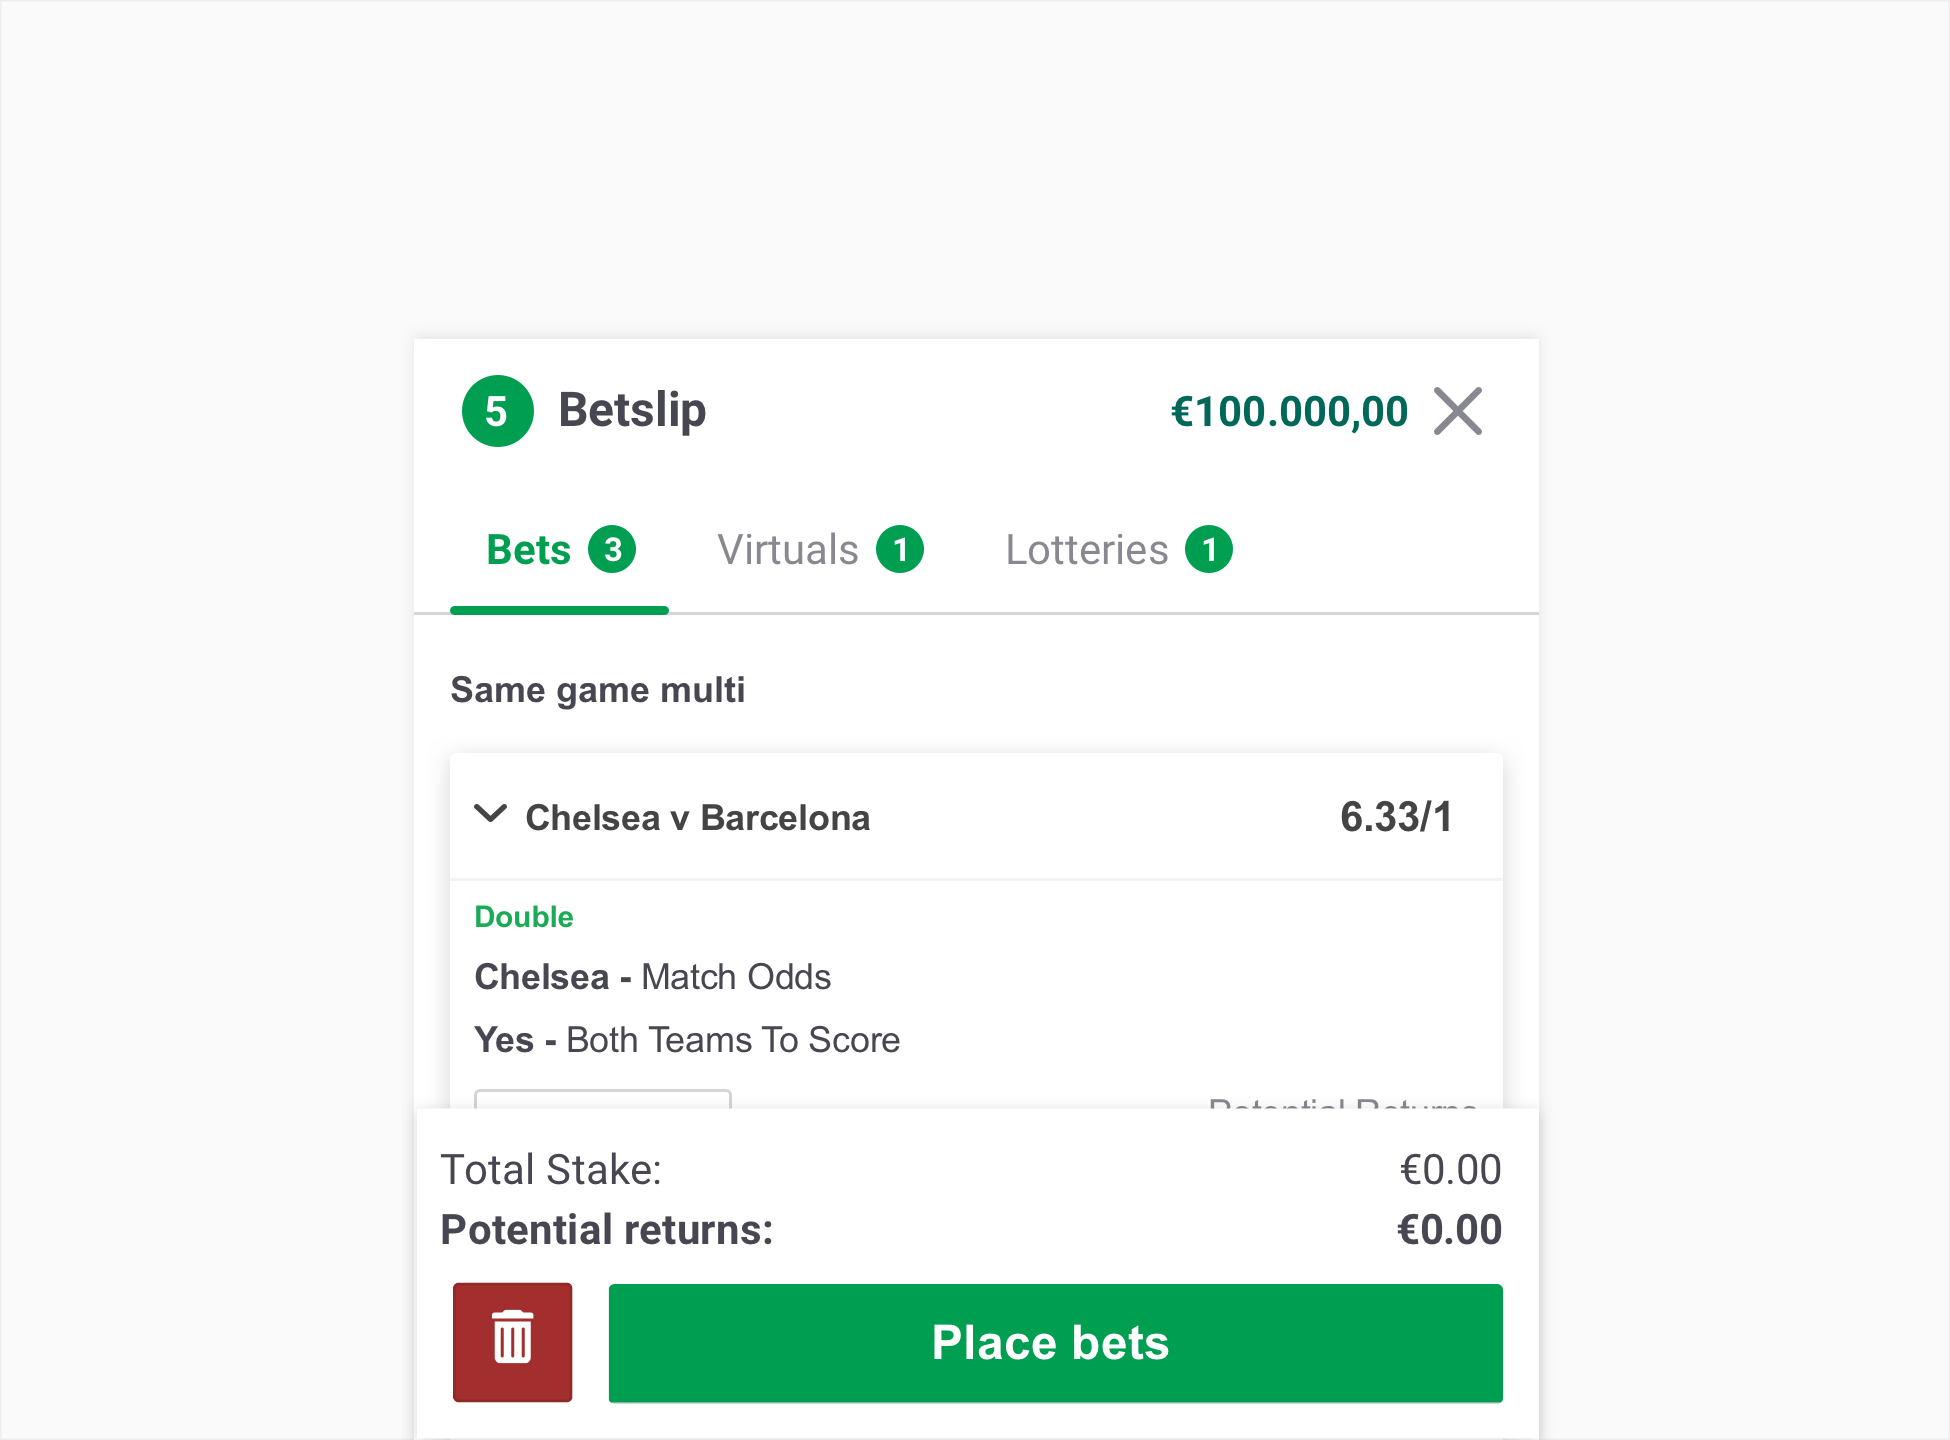 5 Betslip €100.000,00
Bets 3 Virtuals 1 Lotteries 1
Same game multi
Chelsea v Barcelona 6.33/1
Double
Chelsea - Match Odds
Yes - Both Teams To Score
Potential Returns
Total Stake: €0.00
Potential returns: €0.00
Place bets